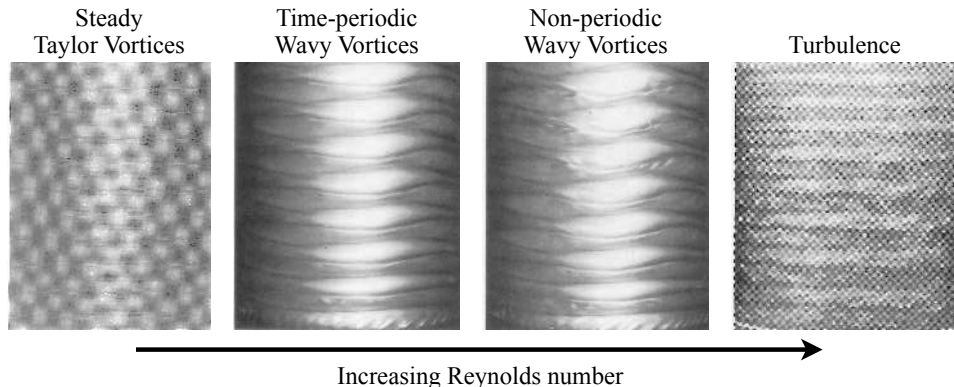 Steady
Taylor Vortices
Time-periodic
Wavy Vortices
Non-periodic
Wavy Vortices
Turbulence
Increasing Reynolds number